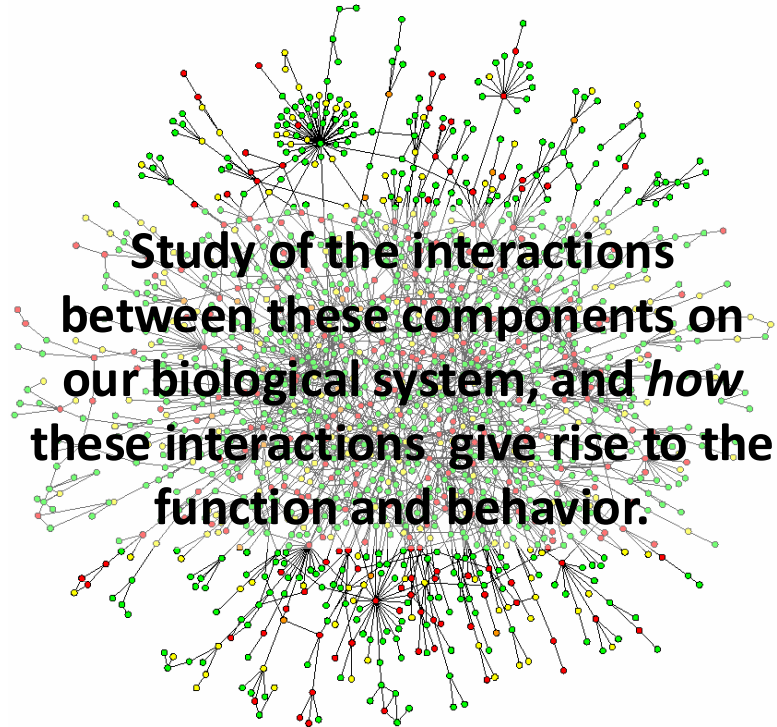 Study of the interactions
between these components on
our biological system, and how
these interactions  give rise to the
function and behavior.